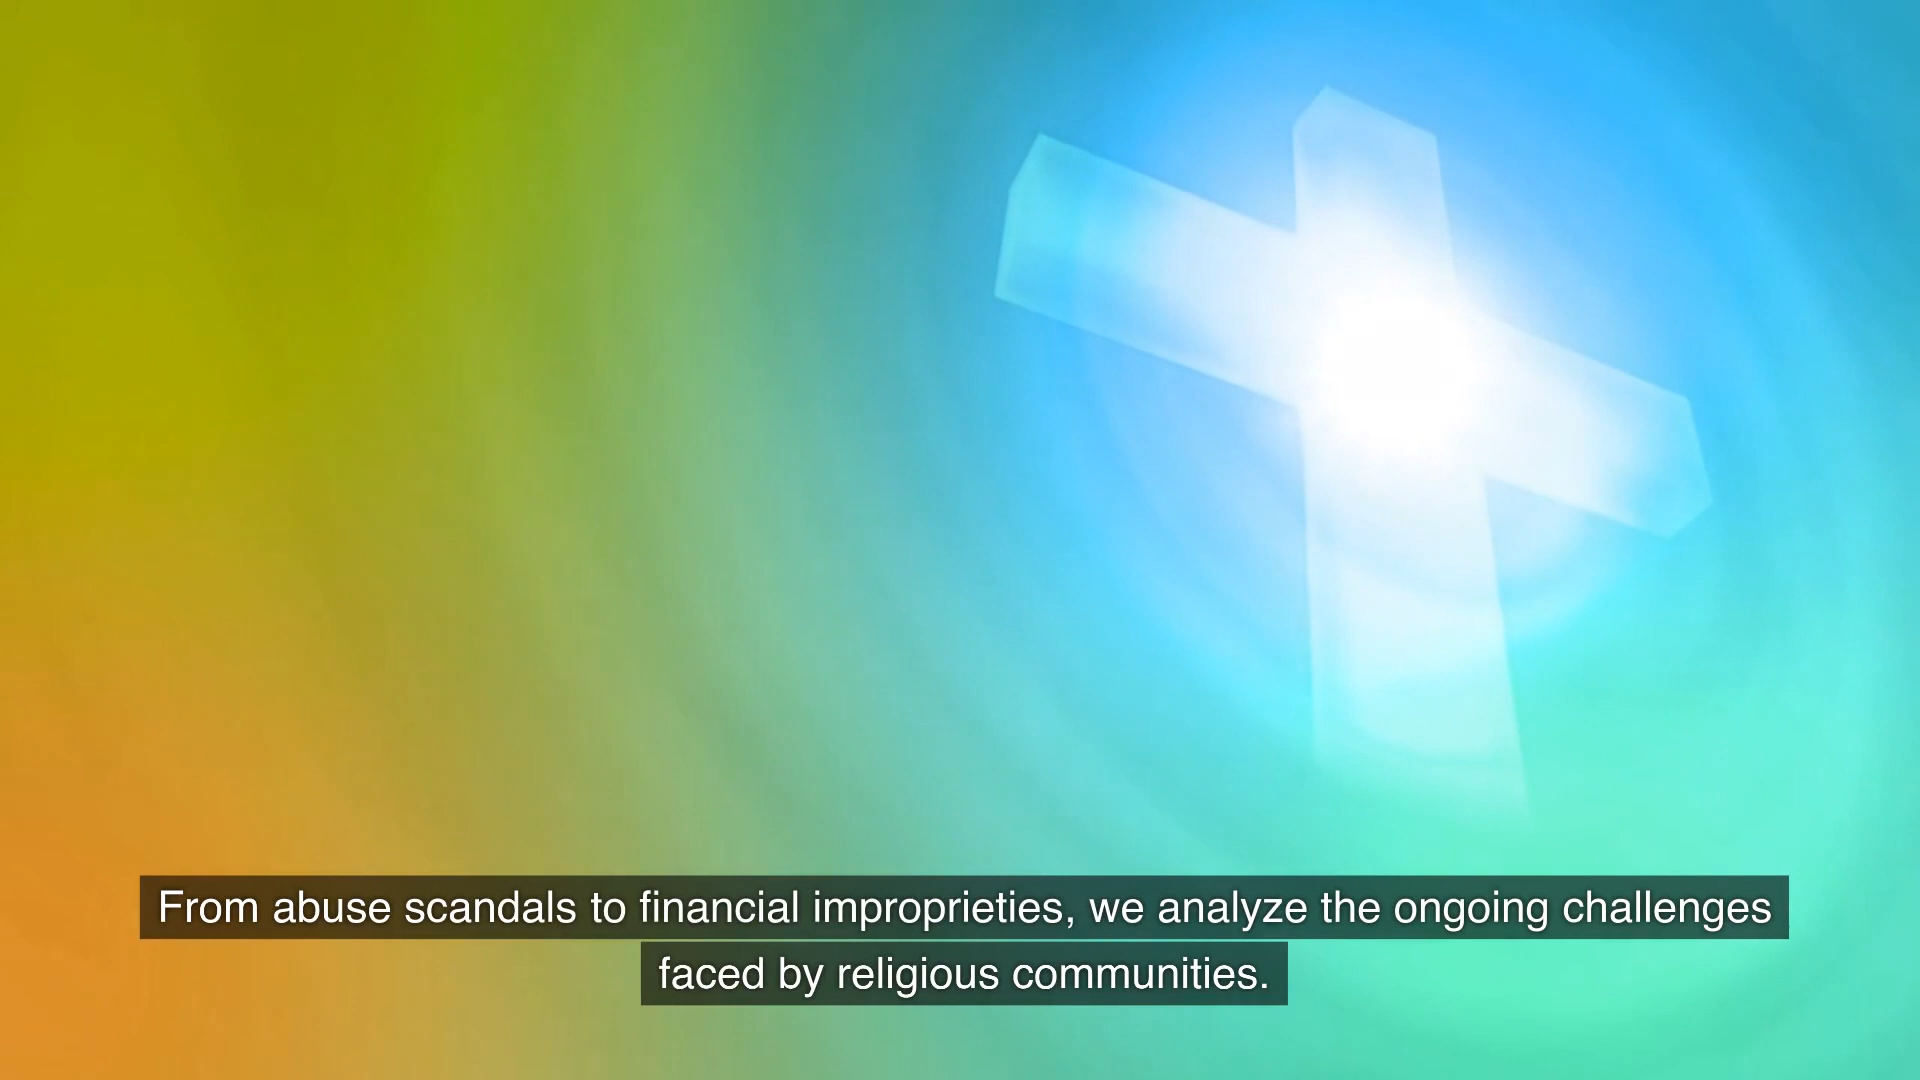 From abuse scandals to financial improprieties, we analyze the ongoing challenges
faced by religious communities.